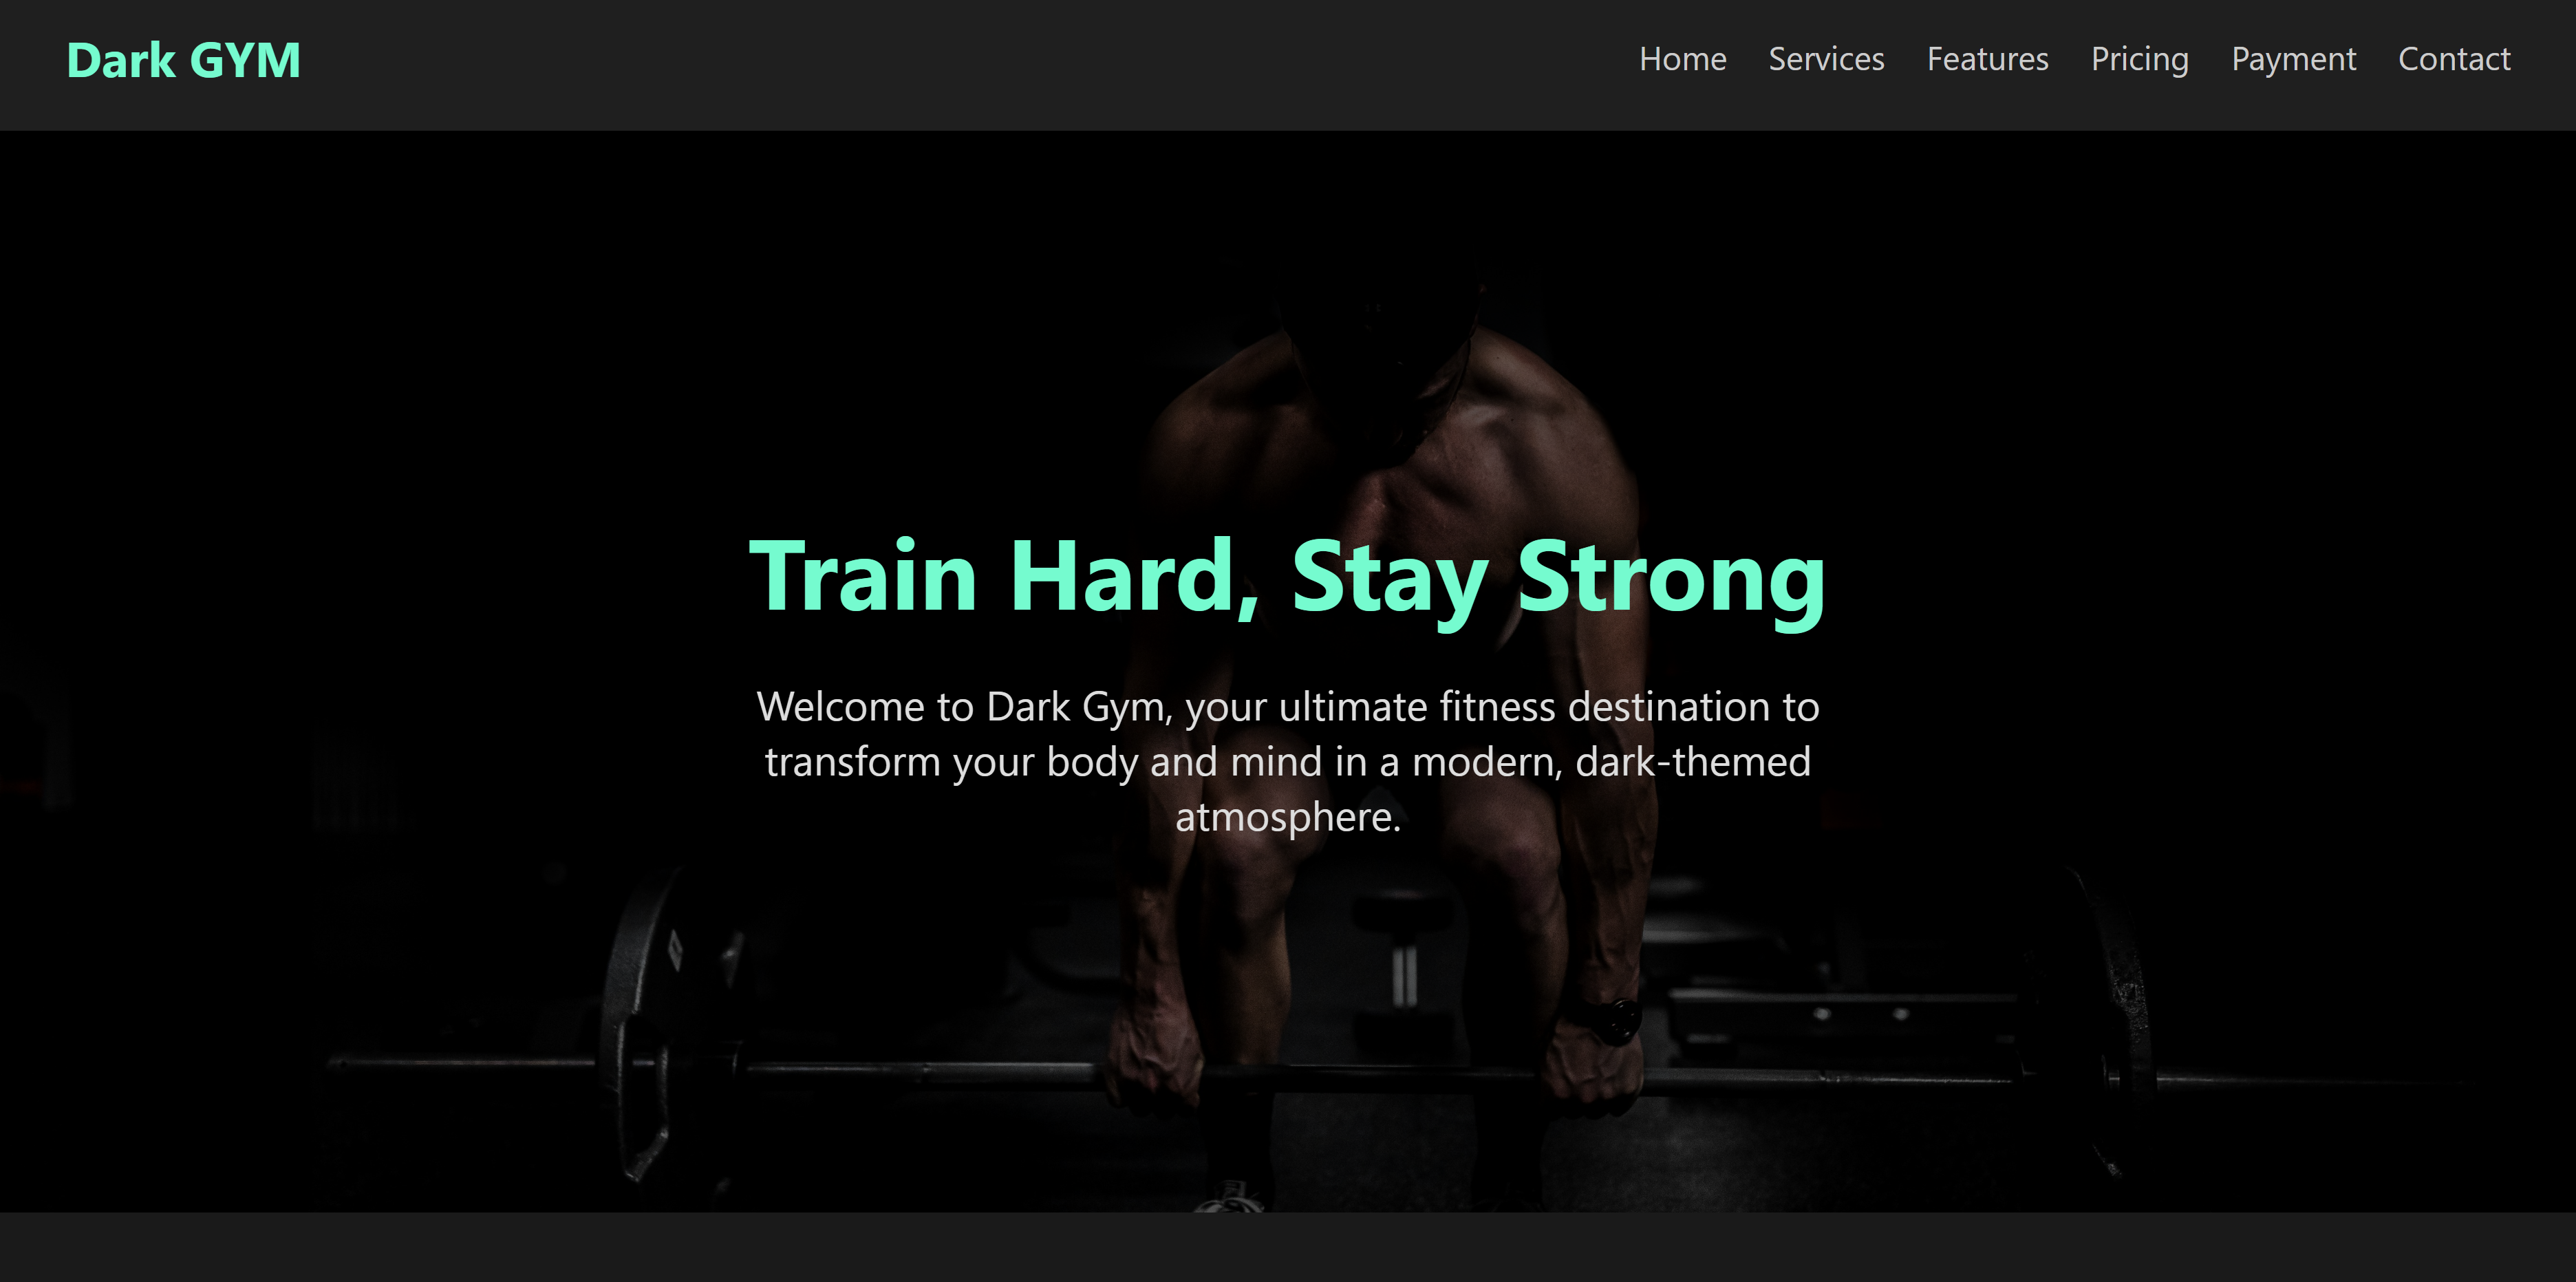 Dark GYM
Home Services Features Pricing Payment Contact
Train Hard, Stay Strong
Welcome to Dark Gym, your ultimate fitness destination to
transform your body and mind in a modern, dark-themed
atmosphere.